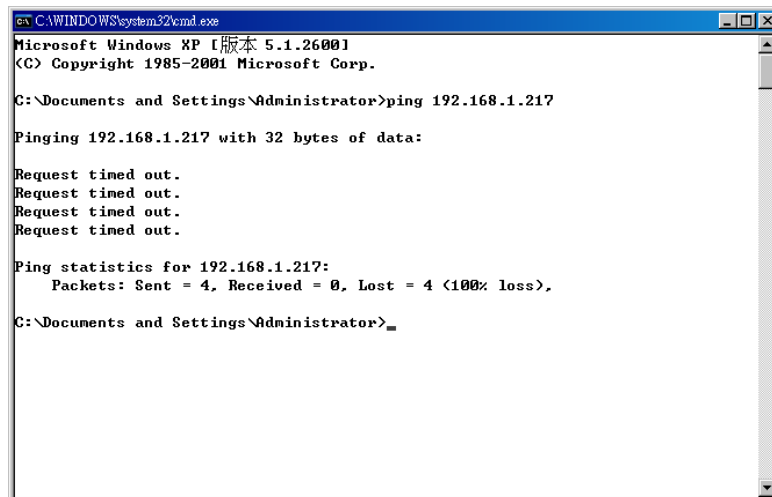 C:\WINDOWS\system32\cmd.exe
Microsoft Windows XP [版本 5.1.2600]
(C) Copyright 1985-2001 Microsoft Corp.
C:\Documents and Settings\Administrator>ping 192.168.1.217
Pinging 192.168.1.217 with 32 bytes of data:
Request timed out.
Request timed out.
Request timed out.
Request timed out.
Ping statistics for 192.168.1.217:
Packets: Sent = 4, Received = 0, Lost = 4 (100% loss),
C:\Documents and Settings\Administrator>_